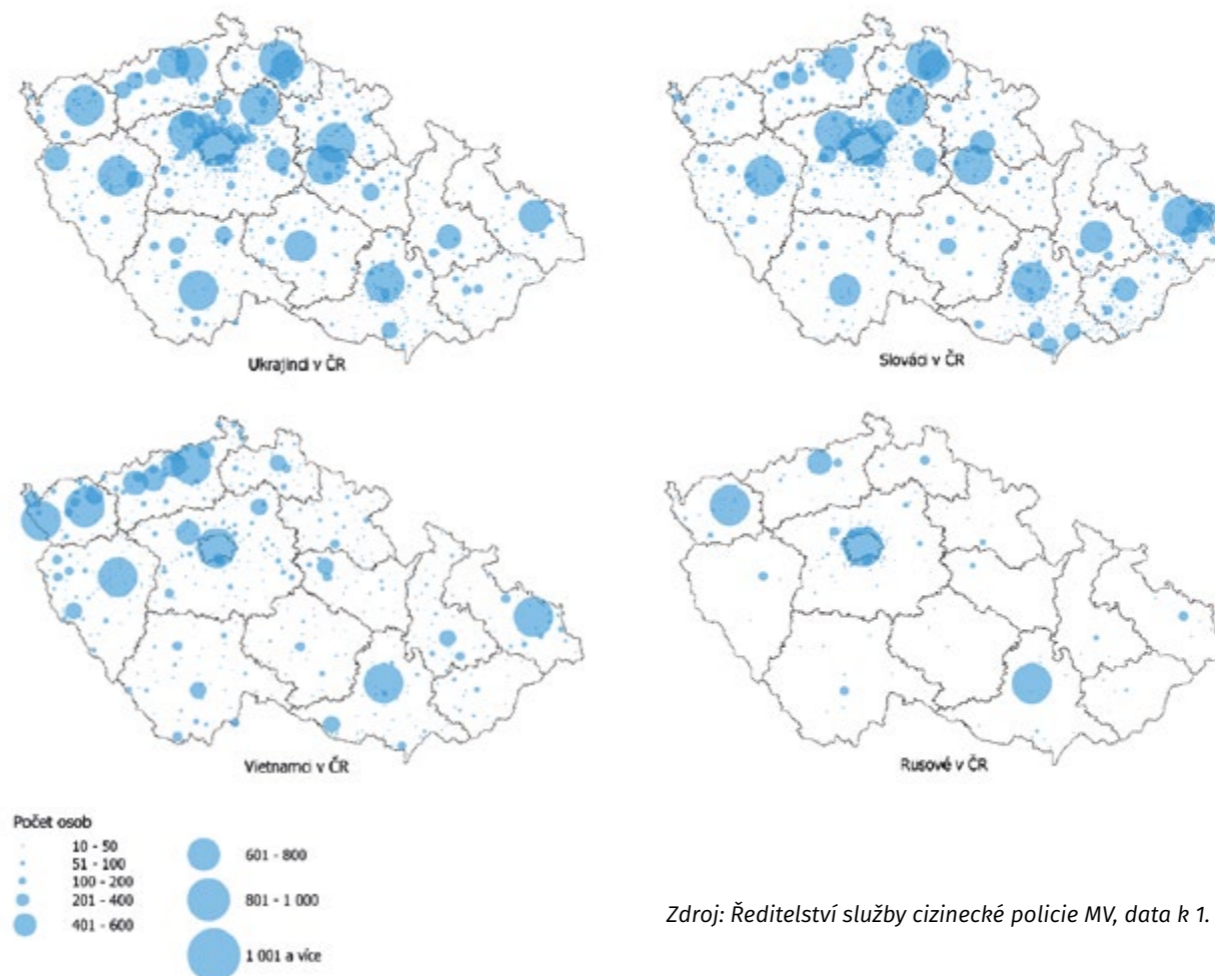 Ukrajinci v ČR
Slováci v ČR
Vietnamci v ČR
Rusové v ČR
Počet osob
10 - 50
51 - 100
100 - 200
201 - 400
401 - 600
601 - 800
801 - 1 000
1 001 a více
Zdroj: Ředitelství služby cizinecké policie MV, data k 1.